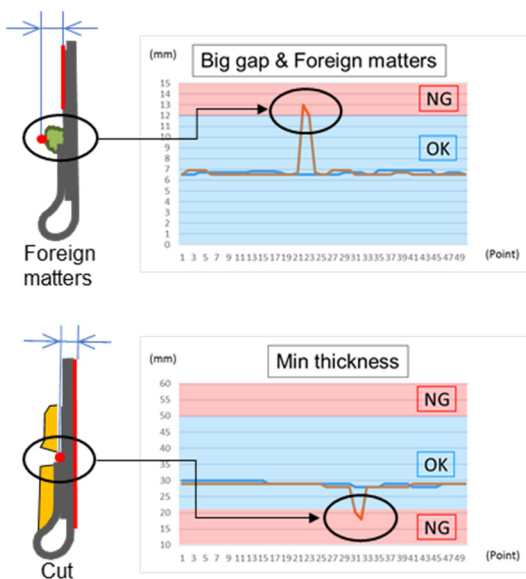 (mm)
Big gap & Foreign matters
15
14
13
12
11
10
9
8
7
6
5
4
3
2
1
0
NG
OK
1 3 5 7 9 11 13 15 17 19 21 23 25 27 29 31 33 35 37 39 41 43 45 47 49
(Point)
Foreign
matters
(mm)
Min thickness
60
55
50
45
40
35
30
25
20
15
10
NG
OK
NG
1 3 5 7 9 11 13 15 17 19 21 23 25 27 29 31 33 35 37 39 41 43 45 47 49
(Point)
Cut